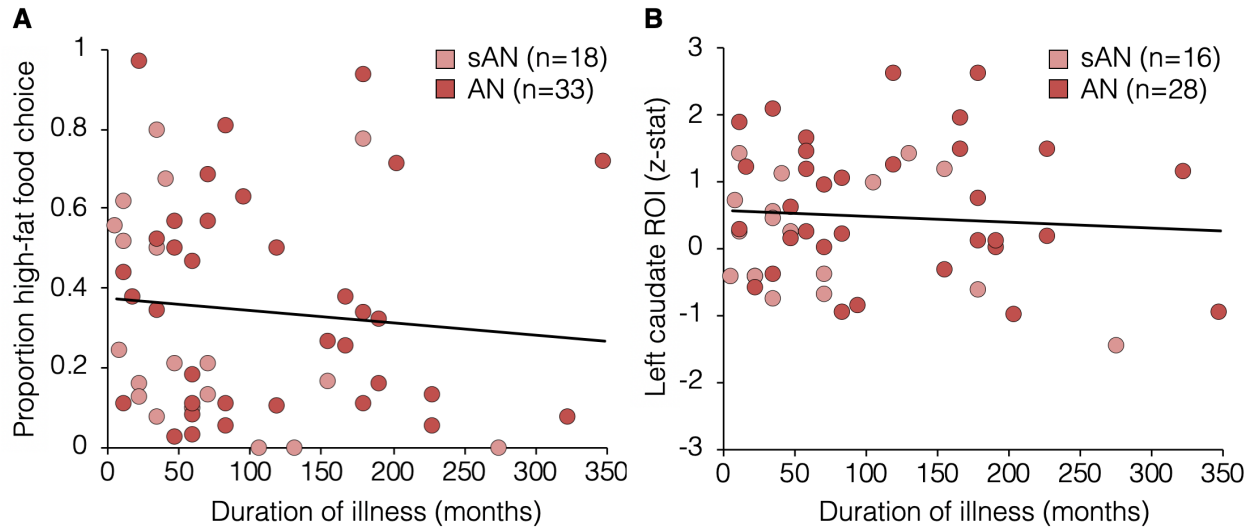 A
Proportion high-fat food choice
1
0.8
0.6
0.4
0.2
0
0 50 100 150 200 250 300 350
Duration of illness (months)
sAN (n=18)
AN (n=33)
B
Left caudate ROI (z-stat)
3
2
1
0
-1
-2
-3
0 50 100 150 200 250 300 350
Duration of illness (months)
sAN (n=16)
AN (n=28)